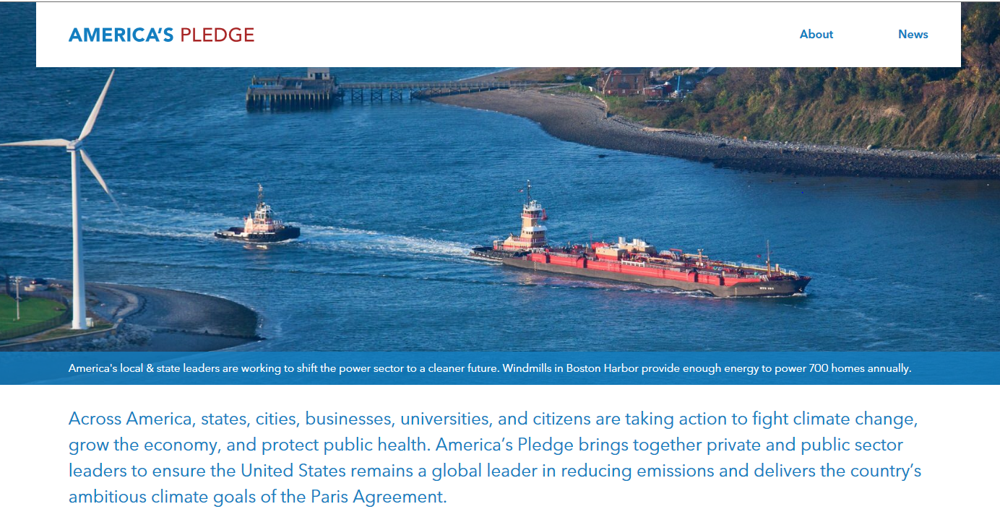 AMERICA'S PLEDGE
About
News
America's local & state leaders are working to shift the power sector to a cleaner future. Windmills in Boston Harbor provide enough energy to power 700 homes annually.
Across America, states, cities, businesses, universities, and citizens are taking action to fight climate change,
grow the economy, and protect public health. America’s Pledge brings together private and public sector
leaders to ensure the United States remains a global leader in reducing emissions and delivers the country’s
ambitious climate goals of the Paris Agreement.